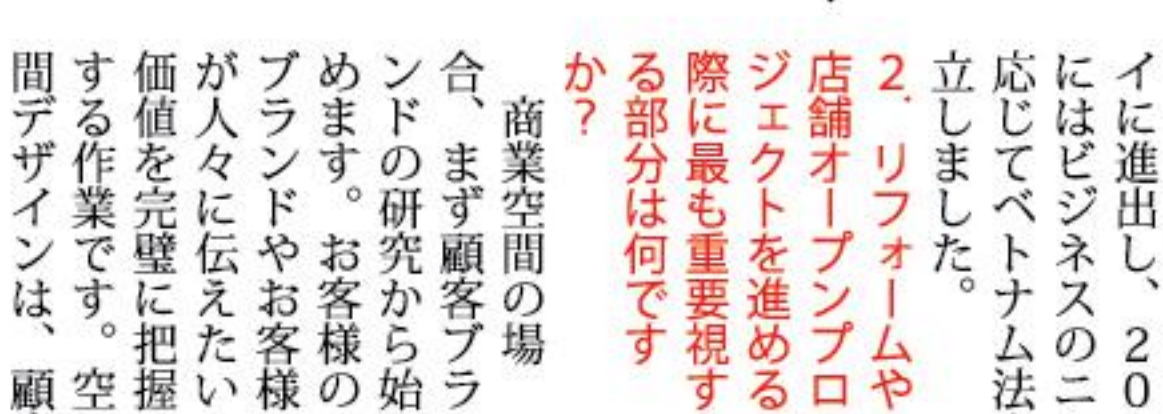 イに進出し、20
にはビジネスのニ
応じてベトナム法
立しました。
2. リフォームや
店舗オープンプロ
ジェクトを進める
際に最も重要視す
る部分は何です
か？
商業空間の場
合、まず顧客ブラ
ンドの研究から始
めます。お客様の
ブランドやお客様
が人々に伝えたい
価値を完璧に把握
する作業です。空
間デザインは、顧